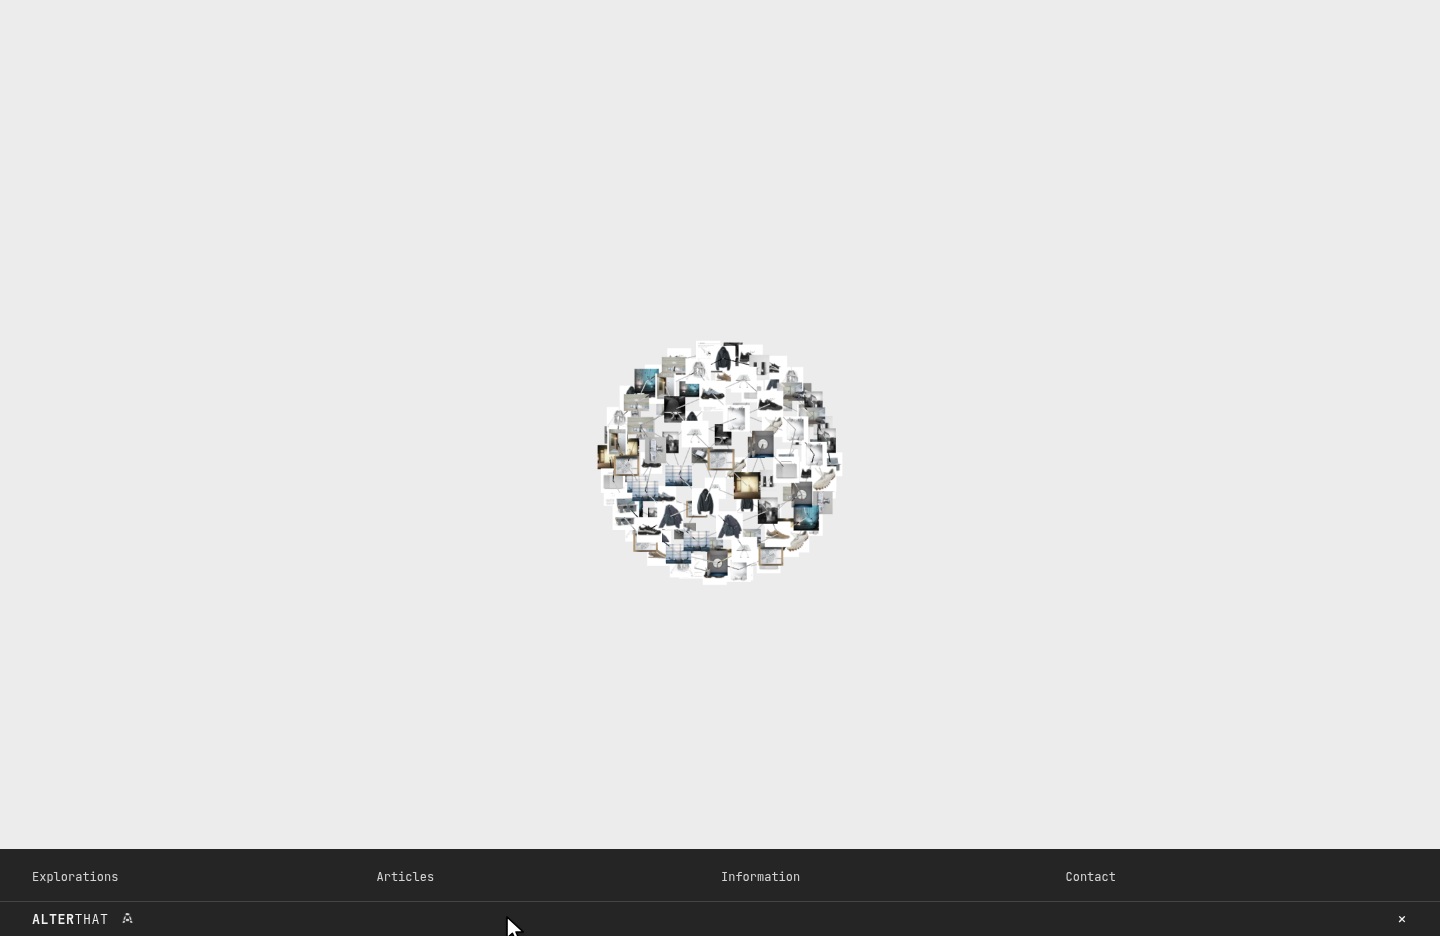 Explorations
Articles
Information
Contact
ALTERTHAT
×